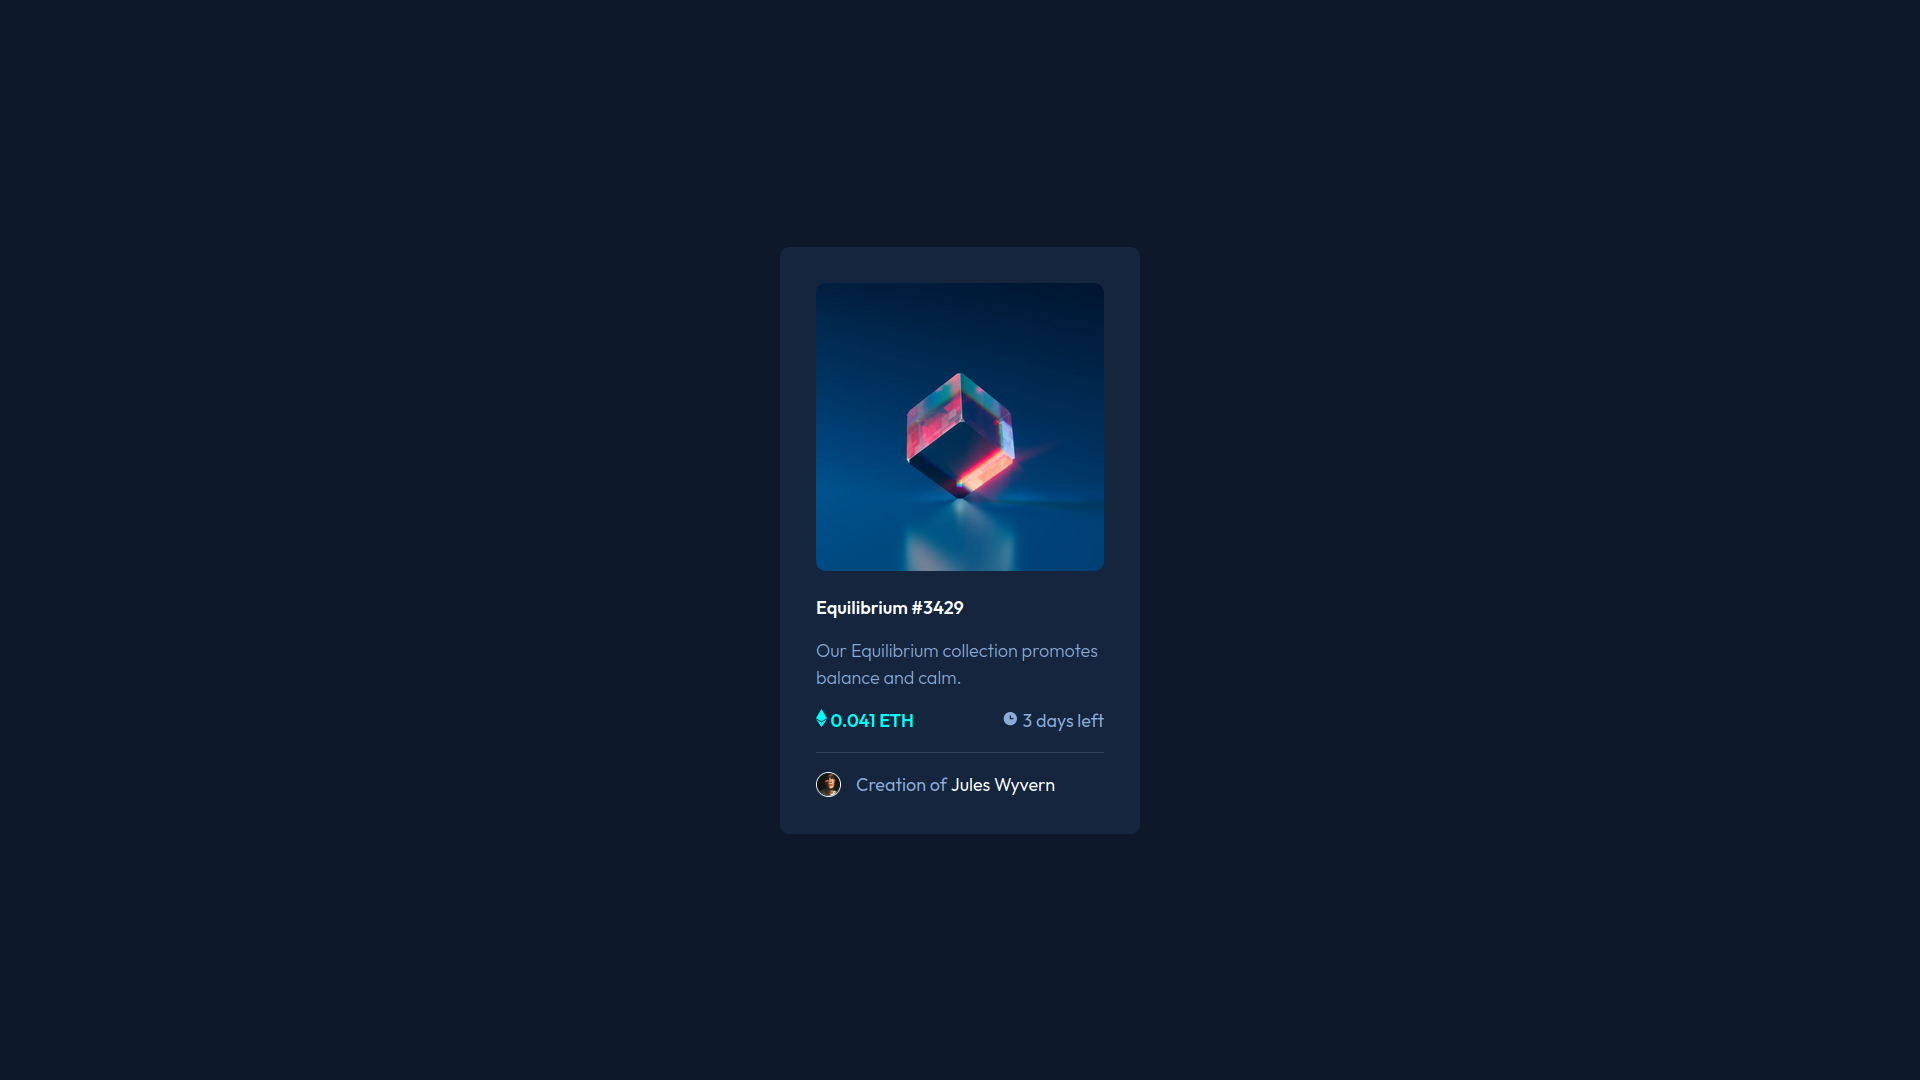 Equilibrium #3429
Our Equilibrium collection promotes
balance and calm.
0.041 ETH
3 days left
Creation of Jules Wyvern